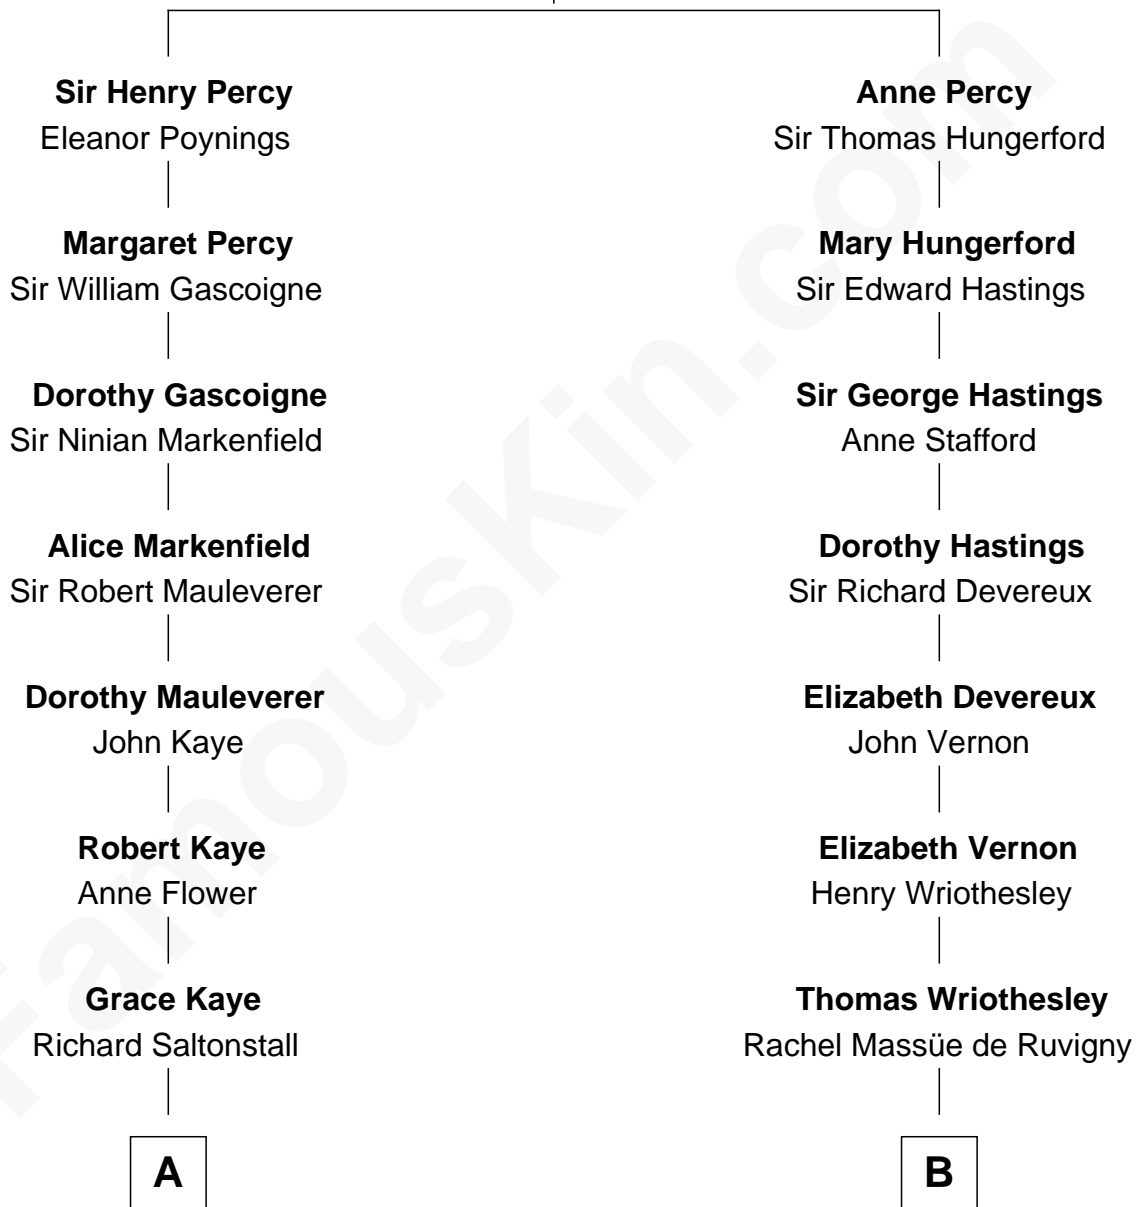 Sir Henry Percy
Eleanor Poynings
Margaret Percy
Sir William Gascoigne
Dorothy Gascoigne
Sir Ninian Markenfield
Alice Markenfield
Sir Robert Mauleverer
Dorothy Mauleverer
John Kaye
Robert Kaye
Anne Flower
Grace Kaye
Richard Saltonstall
A
Anne Percy
Sir Thomas Hungerford
Mary Hungerford
Sir Edward Hastings
Sir George Hastings
Anne Stafford
Dorothy Hastings
Sir Richard Devereux
Elizabeth Devereux
John Vernon
Elizabeth Vernon
Henry Wriothesley
Thomas Wriothesley
Rachel Massüe de Ruvigny
B
FamousKin.com